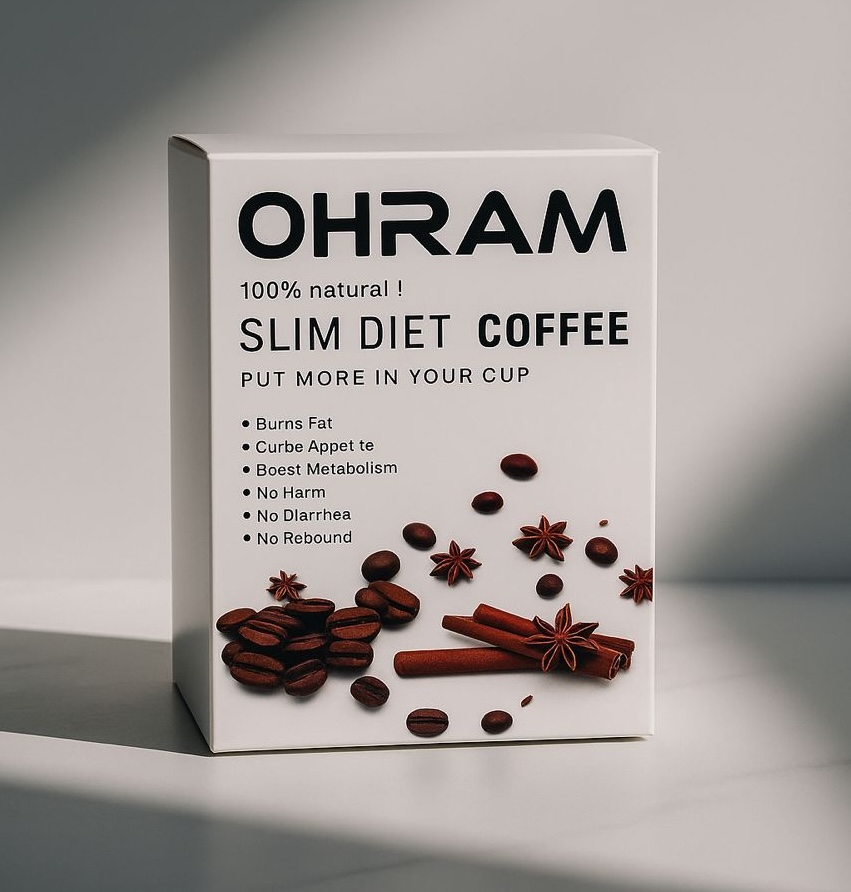 OHRAM
100% natural !
SLIM DIET COFFEE
PUT MORE IN YOUR CUP
• Burns Fat
• Curbe Appet te
• Boest Metabolism
• No Harm
• No DIarrhea
• No Rebound